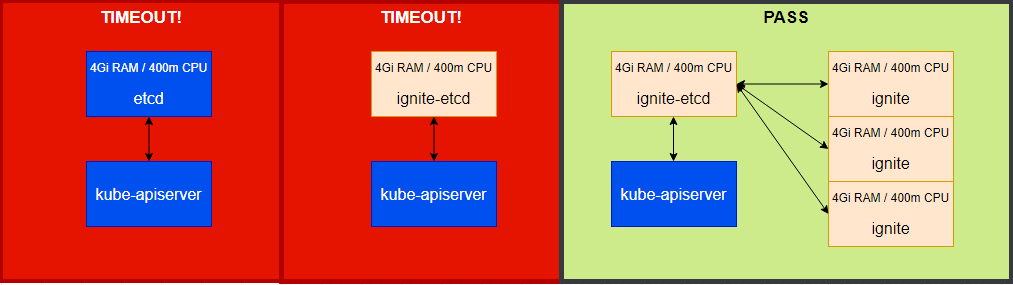 TIMEOUT!
4Gi RAM / 400m CPU
etcd
kube-apiserver
TIMEOUT!
4Gi RAM / 400m CPU
ignite-etcd
kube-apiserver
PASS
4Gi RAM / 400m CPU
ignite-etcd
kube-apiserver
4Gi RAM / 400m CPU
ignite
4Gi RAM / 400m CPU
ignite
4Gi RAM / 400m CPU
ignite